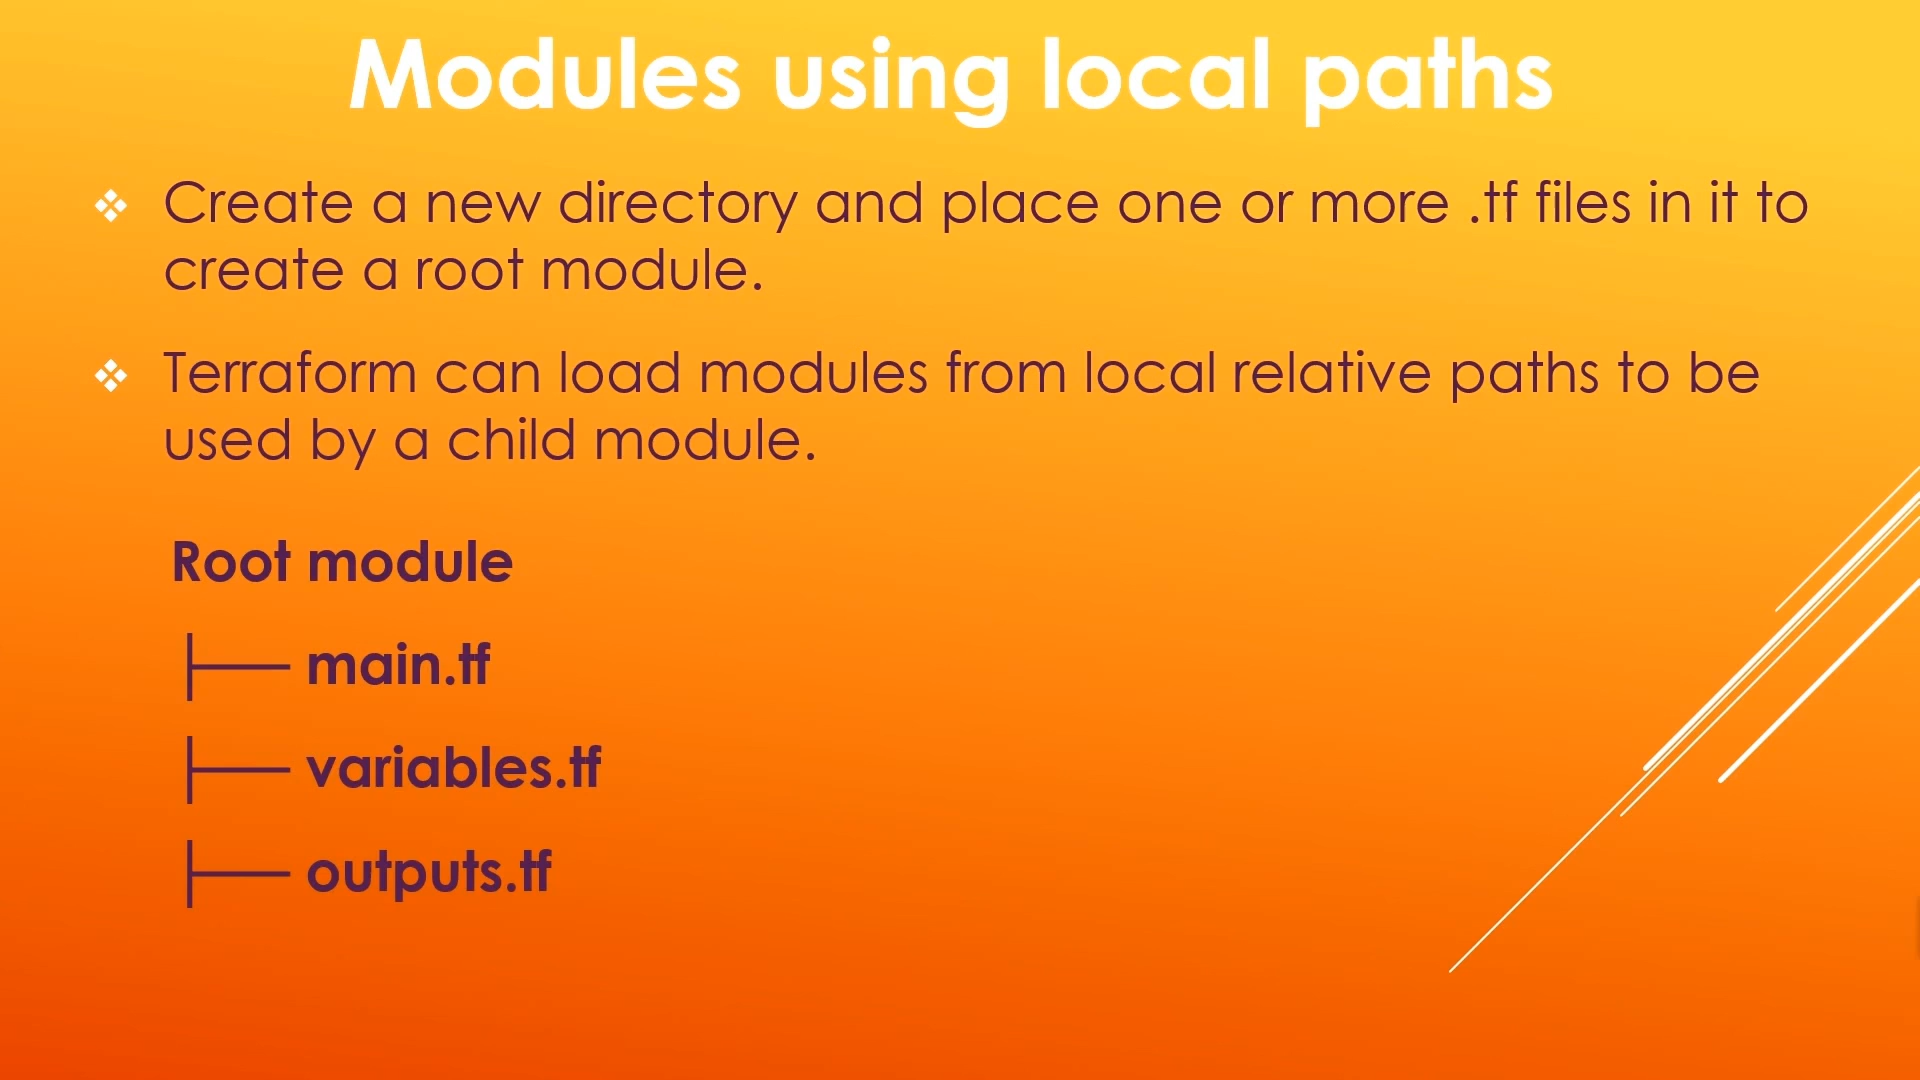 Modules using local paths
Create a new directory and place one or more .tf files in it to
create a root module.
Terraform can load modules from local relative paths to be
used by a child module.
Root module
main.tf
variables.tf
outputs.tf